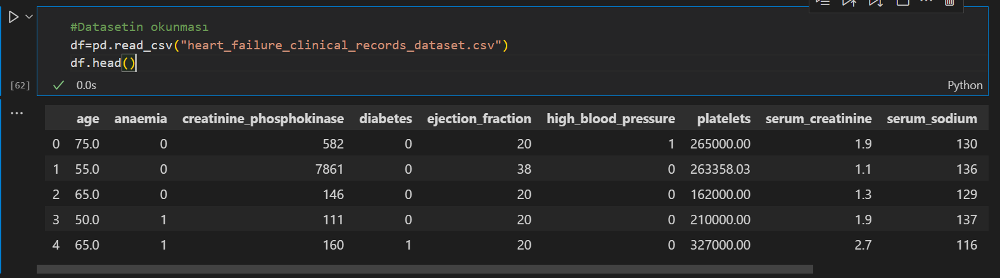 #Datasetin okunması
df=pd.read_csv("heart_failure_clinical_records_dataset.csv")
df.head()
[62] 0.0s Python
age anaemia creatinine_phosphokinase diabetes ejection_fraction high_blood_pressure platelets serum_creatinine serum_sodium
0 75.0 0 582 0 20 1 265000.00 1.9 130
1 55.0 0 7861 0 38 0 263358.03 1.1 136
2 65.0 0 146 0 20 0 162000.00 1.3 129
3 50.0 1 111 0 20 0 210000.00 1.9 137
4 65.0 1 160 1 20 0 327000.00 2.7 116